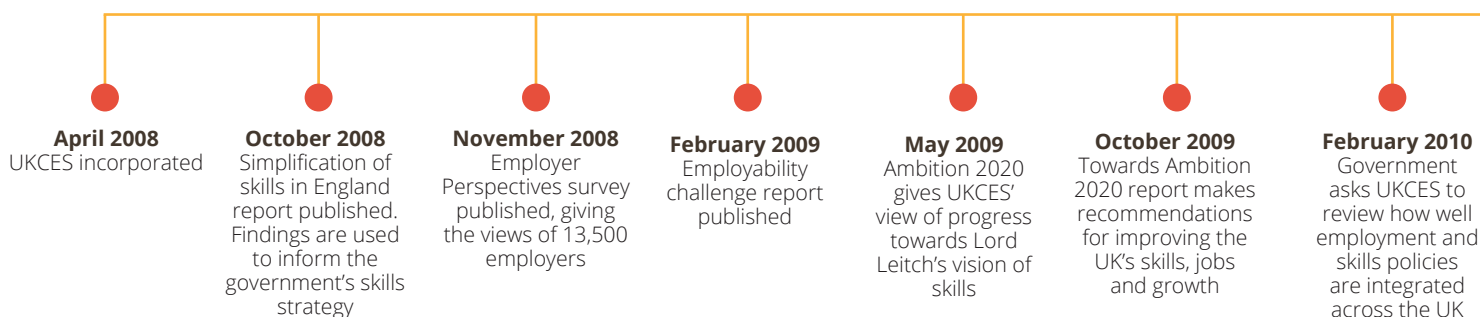 April 2008
UKCES incorporated
October 2008
Simplification of
skills in England
report published.
Findings are used
to inform the
government’s skills
strategy
November 2008
Employer
Perspectives survey
published, giving
the views of 13,500
employers
February 2009
Employability
challenge report
published
May 2009
Ambition 2020
gives UKCES’
view of progress
towards Lord
Leitch’s vision of
skills
October 2009
Towards Ambition
2020 report makes
recommendations
for improving the
UK’s skills, jobs
and growth
February 2010
Government
asks UKCES to
review how well
employment and
skills policies
are integrated
across the UK